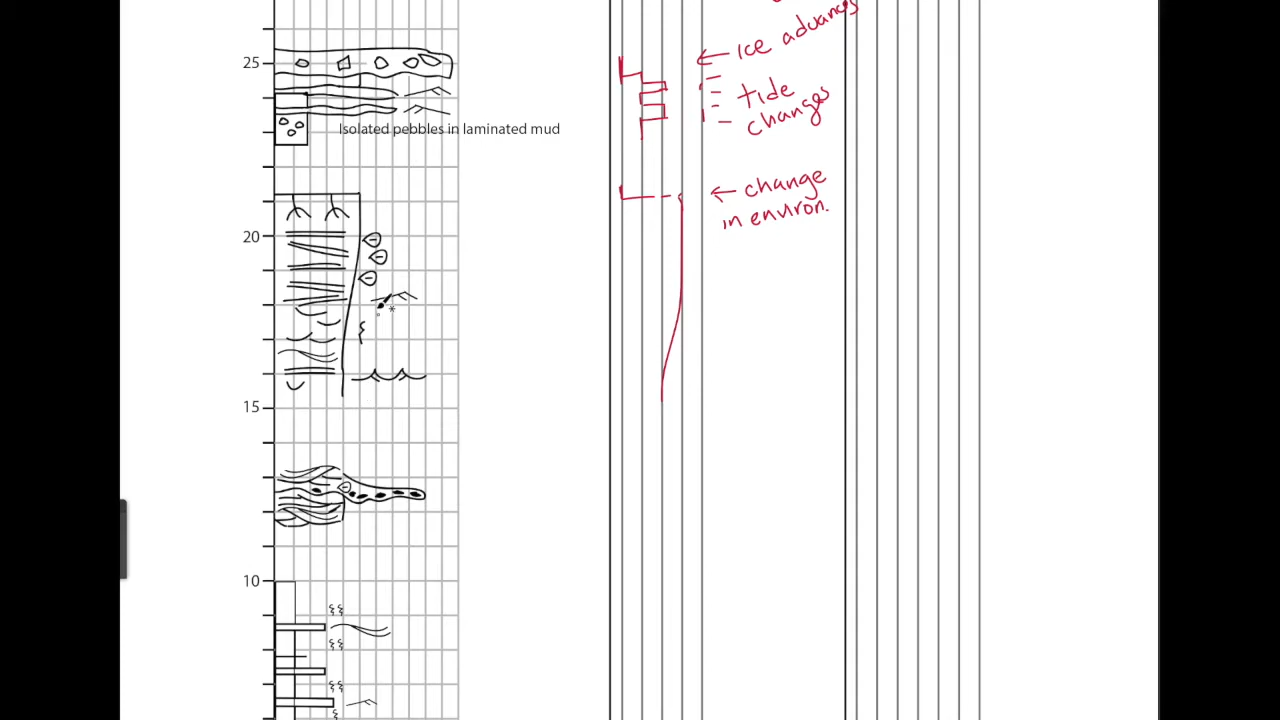 ← Ice advances
25
tide
changes
Isolated pebbles in laminated mud
← change
in environ.
20
15
10